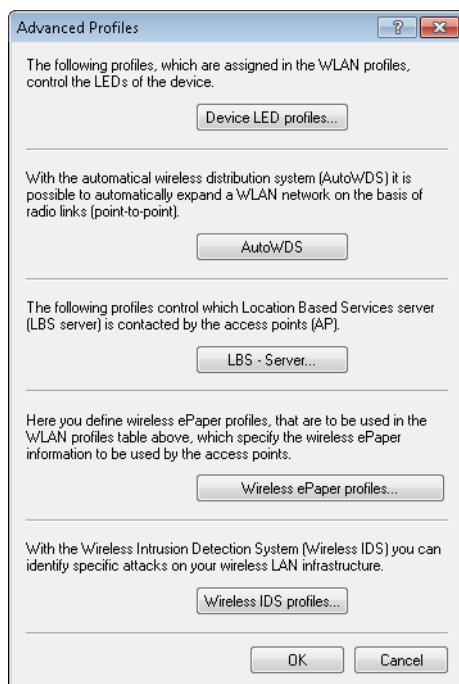 Advanced Profiles
?
The following profiles, which are assigned in the WLAN profiles,
control the LEDs of the device.
Device LED profiles...
With the automatical wireless distribution system (AutoWDS) it is
possible to automatically expand a WLAN network on the basis of
radio links (point-to-point).
AutoWDS
The following profiles control which Location Based Services server
(LBS server) is contacted by the access points (AP).
LBS - Server...
Here you define wireless ePaper profiles, that are to be used in the
WLAN profiles table above, which specify the wireless ePaper
information to be used by the access points.
Wireless ePaper profiles...
With the Wireless Intrusion Detection System (Wireless IDS) you can
identify specific attacks on your wireless LAN infrastructure.
Wireless IDS profiles...
OK Cancel